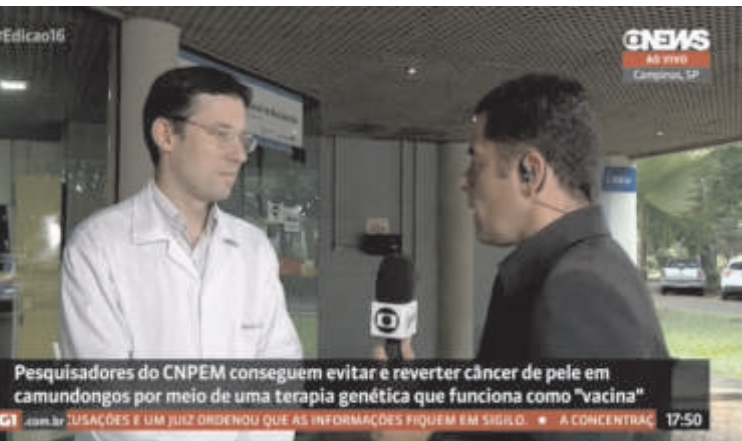 #Edicao16
GNEWS
AO VIVO
Campinas, SP
Pesquisadores do CNPEM conseguem evitar e reverter câncer de pele em
camundongos por meio de uma terapia genética que funciona como "vacina"
G1 .com.br CUSAÇÕES E UM JUIZ ORDENOU QUE AS INFORMAÇÕES FIQUEM EM SIGILO. • A CONCENTRAÇ 17:50